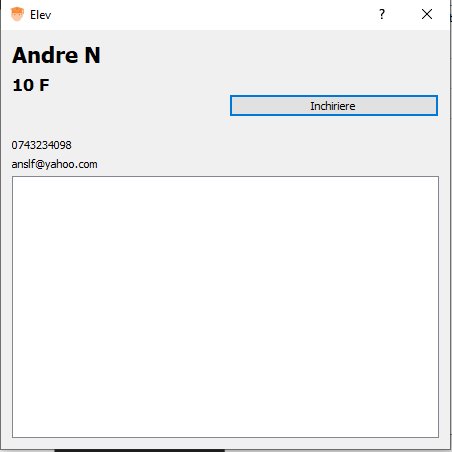 Elev
?
Andre N
10 F
Inchiriere
0743234098
anslf@yahoo.com